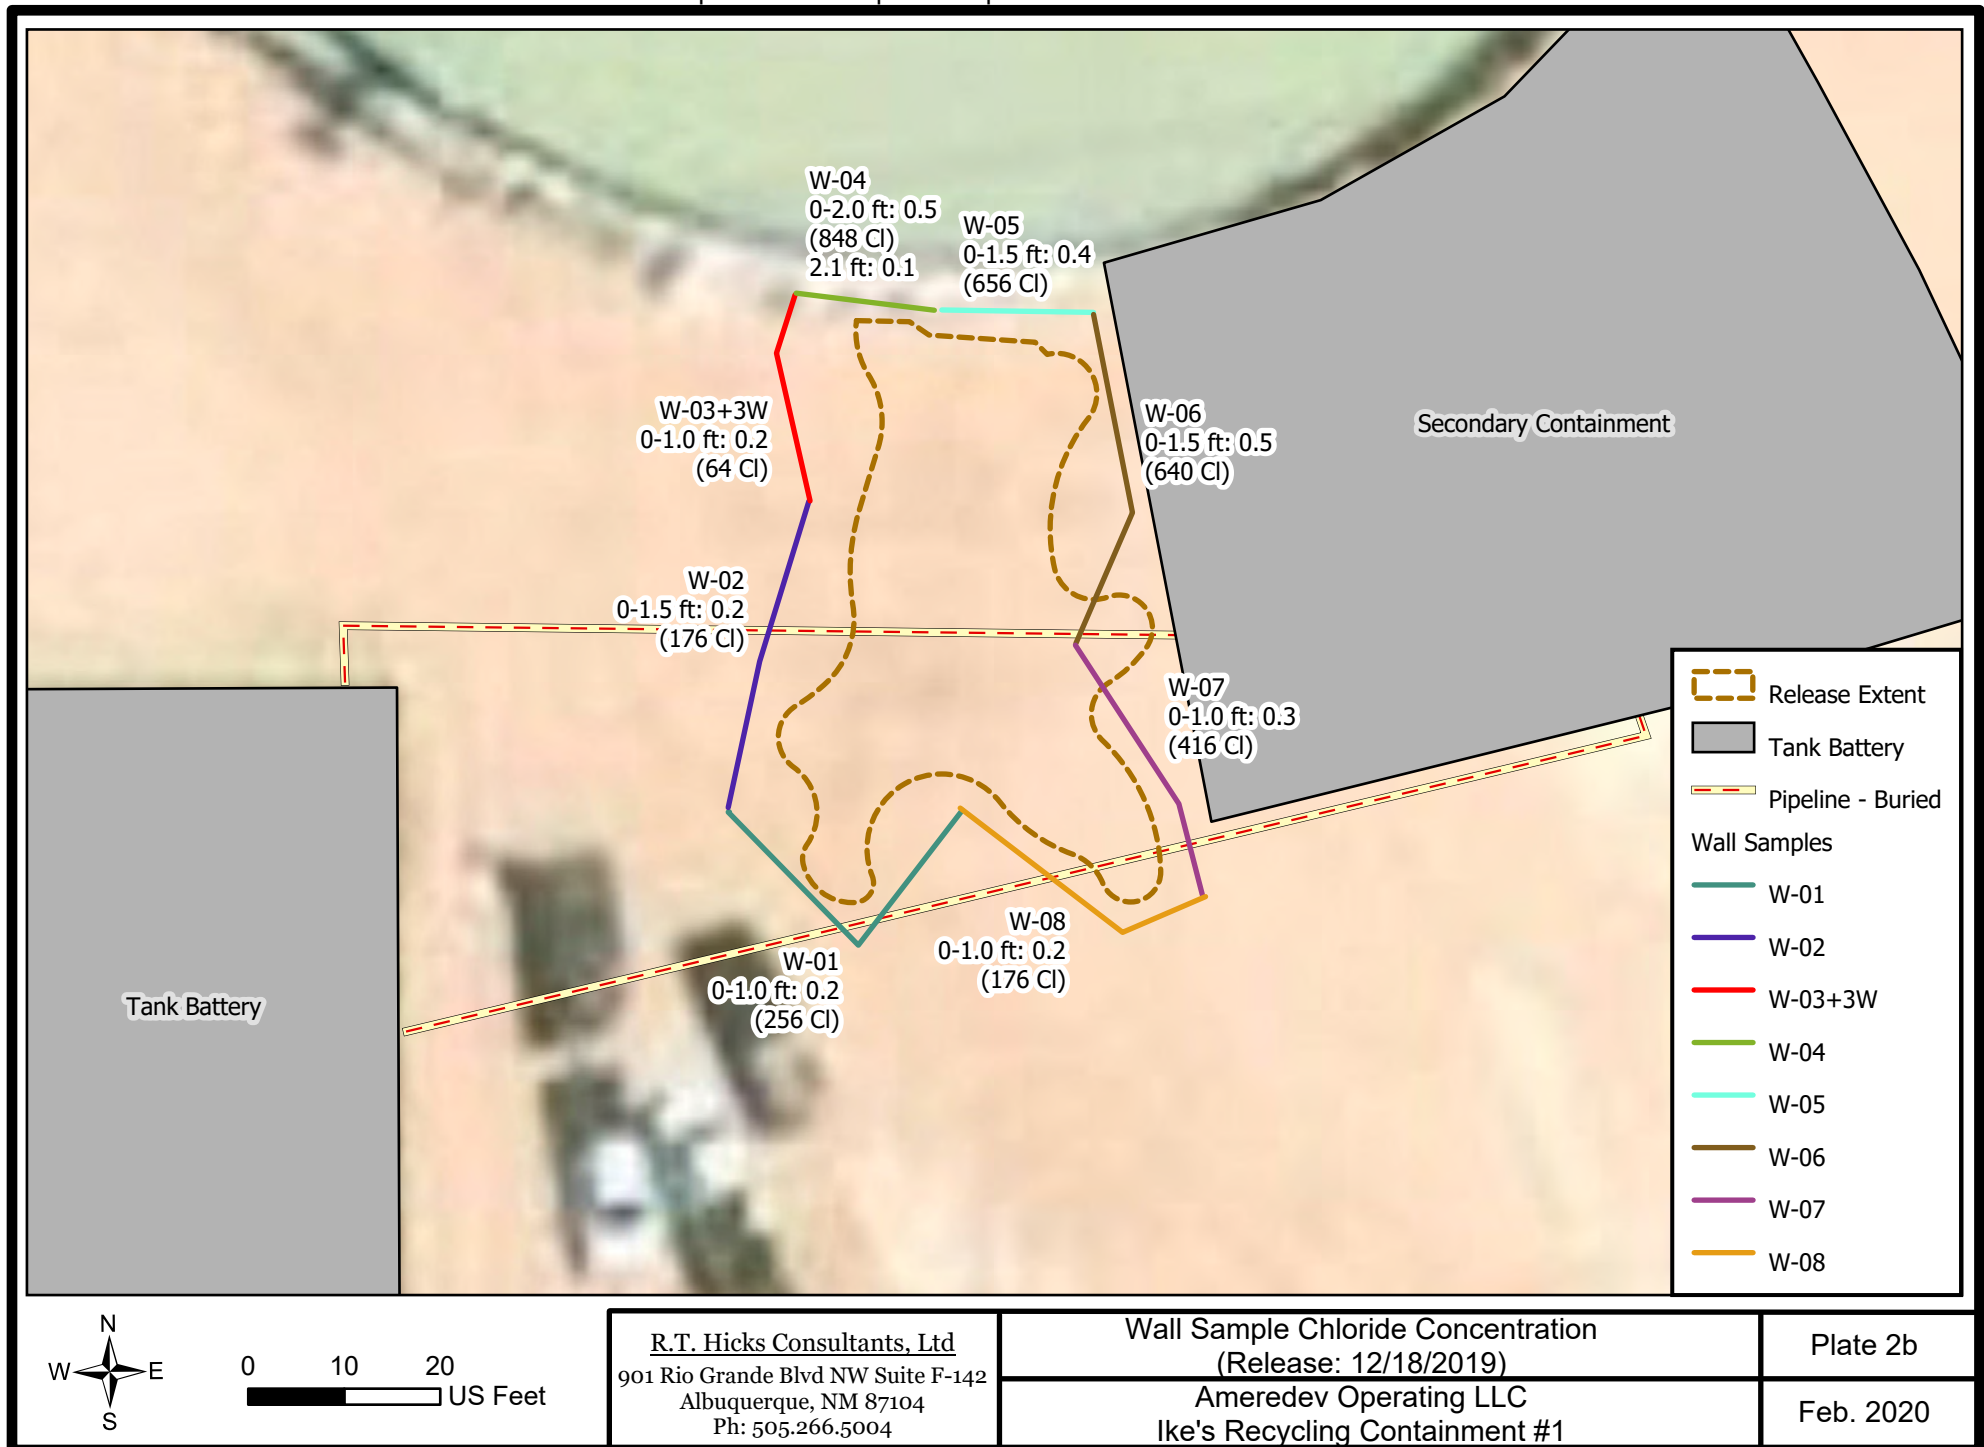 W-04
0-2.0 ft: 0.5
(848 Cl)
2.1 ft: 0.1
W-05
0-1.5 ft: 0.4
(656 Cl)
W-03+3W
0-1.0 ft: 0.2
(64 Cl)
W-06
0-1.5 ft: 0.5
(640 Cl)
Secondary Containment
W-02
0-1.5 ft: 0.2
(176 Cl)
W-07
0-1.0 ft: 0.3
(416 Cl)
W-08
0-1.0 ft: 0.2
(176 Cl)
W-01
0-1.0 ft: 0.2
(256 Cl)
Tank Battery
Release Extent
Tank Battery
Pipeline - Buried
Wall Samples
W-01
W-02
W-03+3W
W-04
W-05
W-06
W-07
W-08
N
W E
S
0 10 20
US Feet
R.T. Hicks Consultants, Ltd
901 Rio Grande Blvd NW Suite F-142
Albuquerque, NM 87104
Ph: 505.266.5004
Wall Sample Chloride Concentration
(Release: 12/18/2019)
Ameredev Operating LLC
Ike's Recycling Containment #1
Plate 2b
Feb. 2020